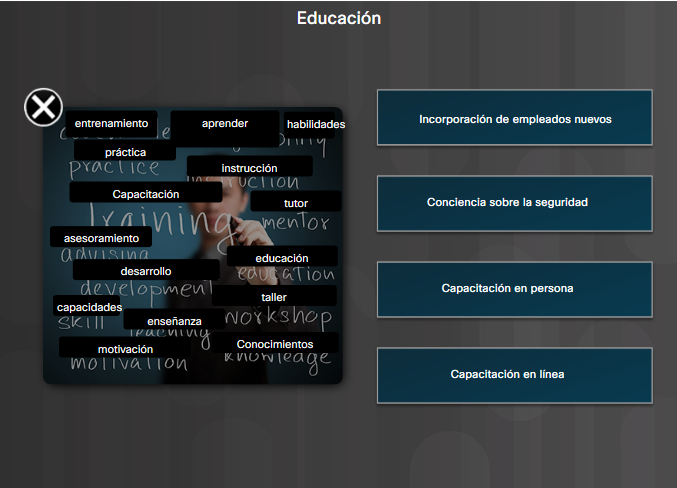 Educación
entrenamiento
aprender
habilidades
práctica
practice
instrucción
instruction
Capacitación
training
tutor
mentor
asesoramiento
advising
educación
education
desarrollo
development
taller
workshop
capacidades
skill
enseñanza
teaching
Conocimientos
knowledge
motivación
motivation
Incorporación de empleados nuevos
Conciencia sobre la seguridad
Capacitación en persona
Capacitación en línea